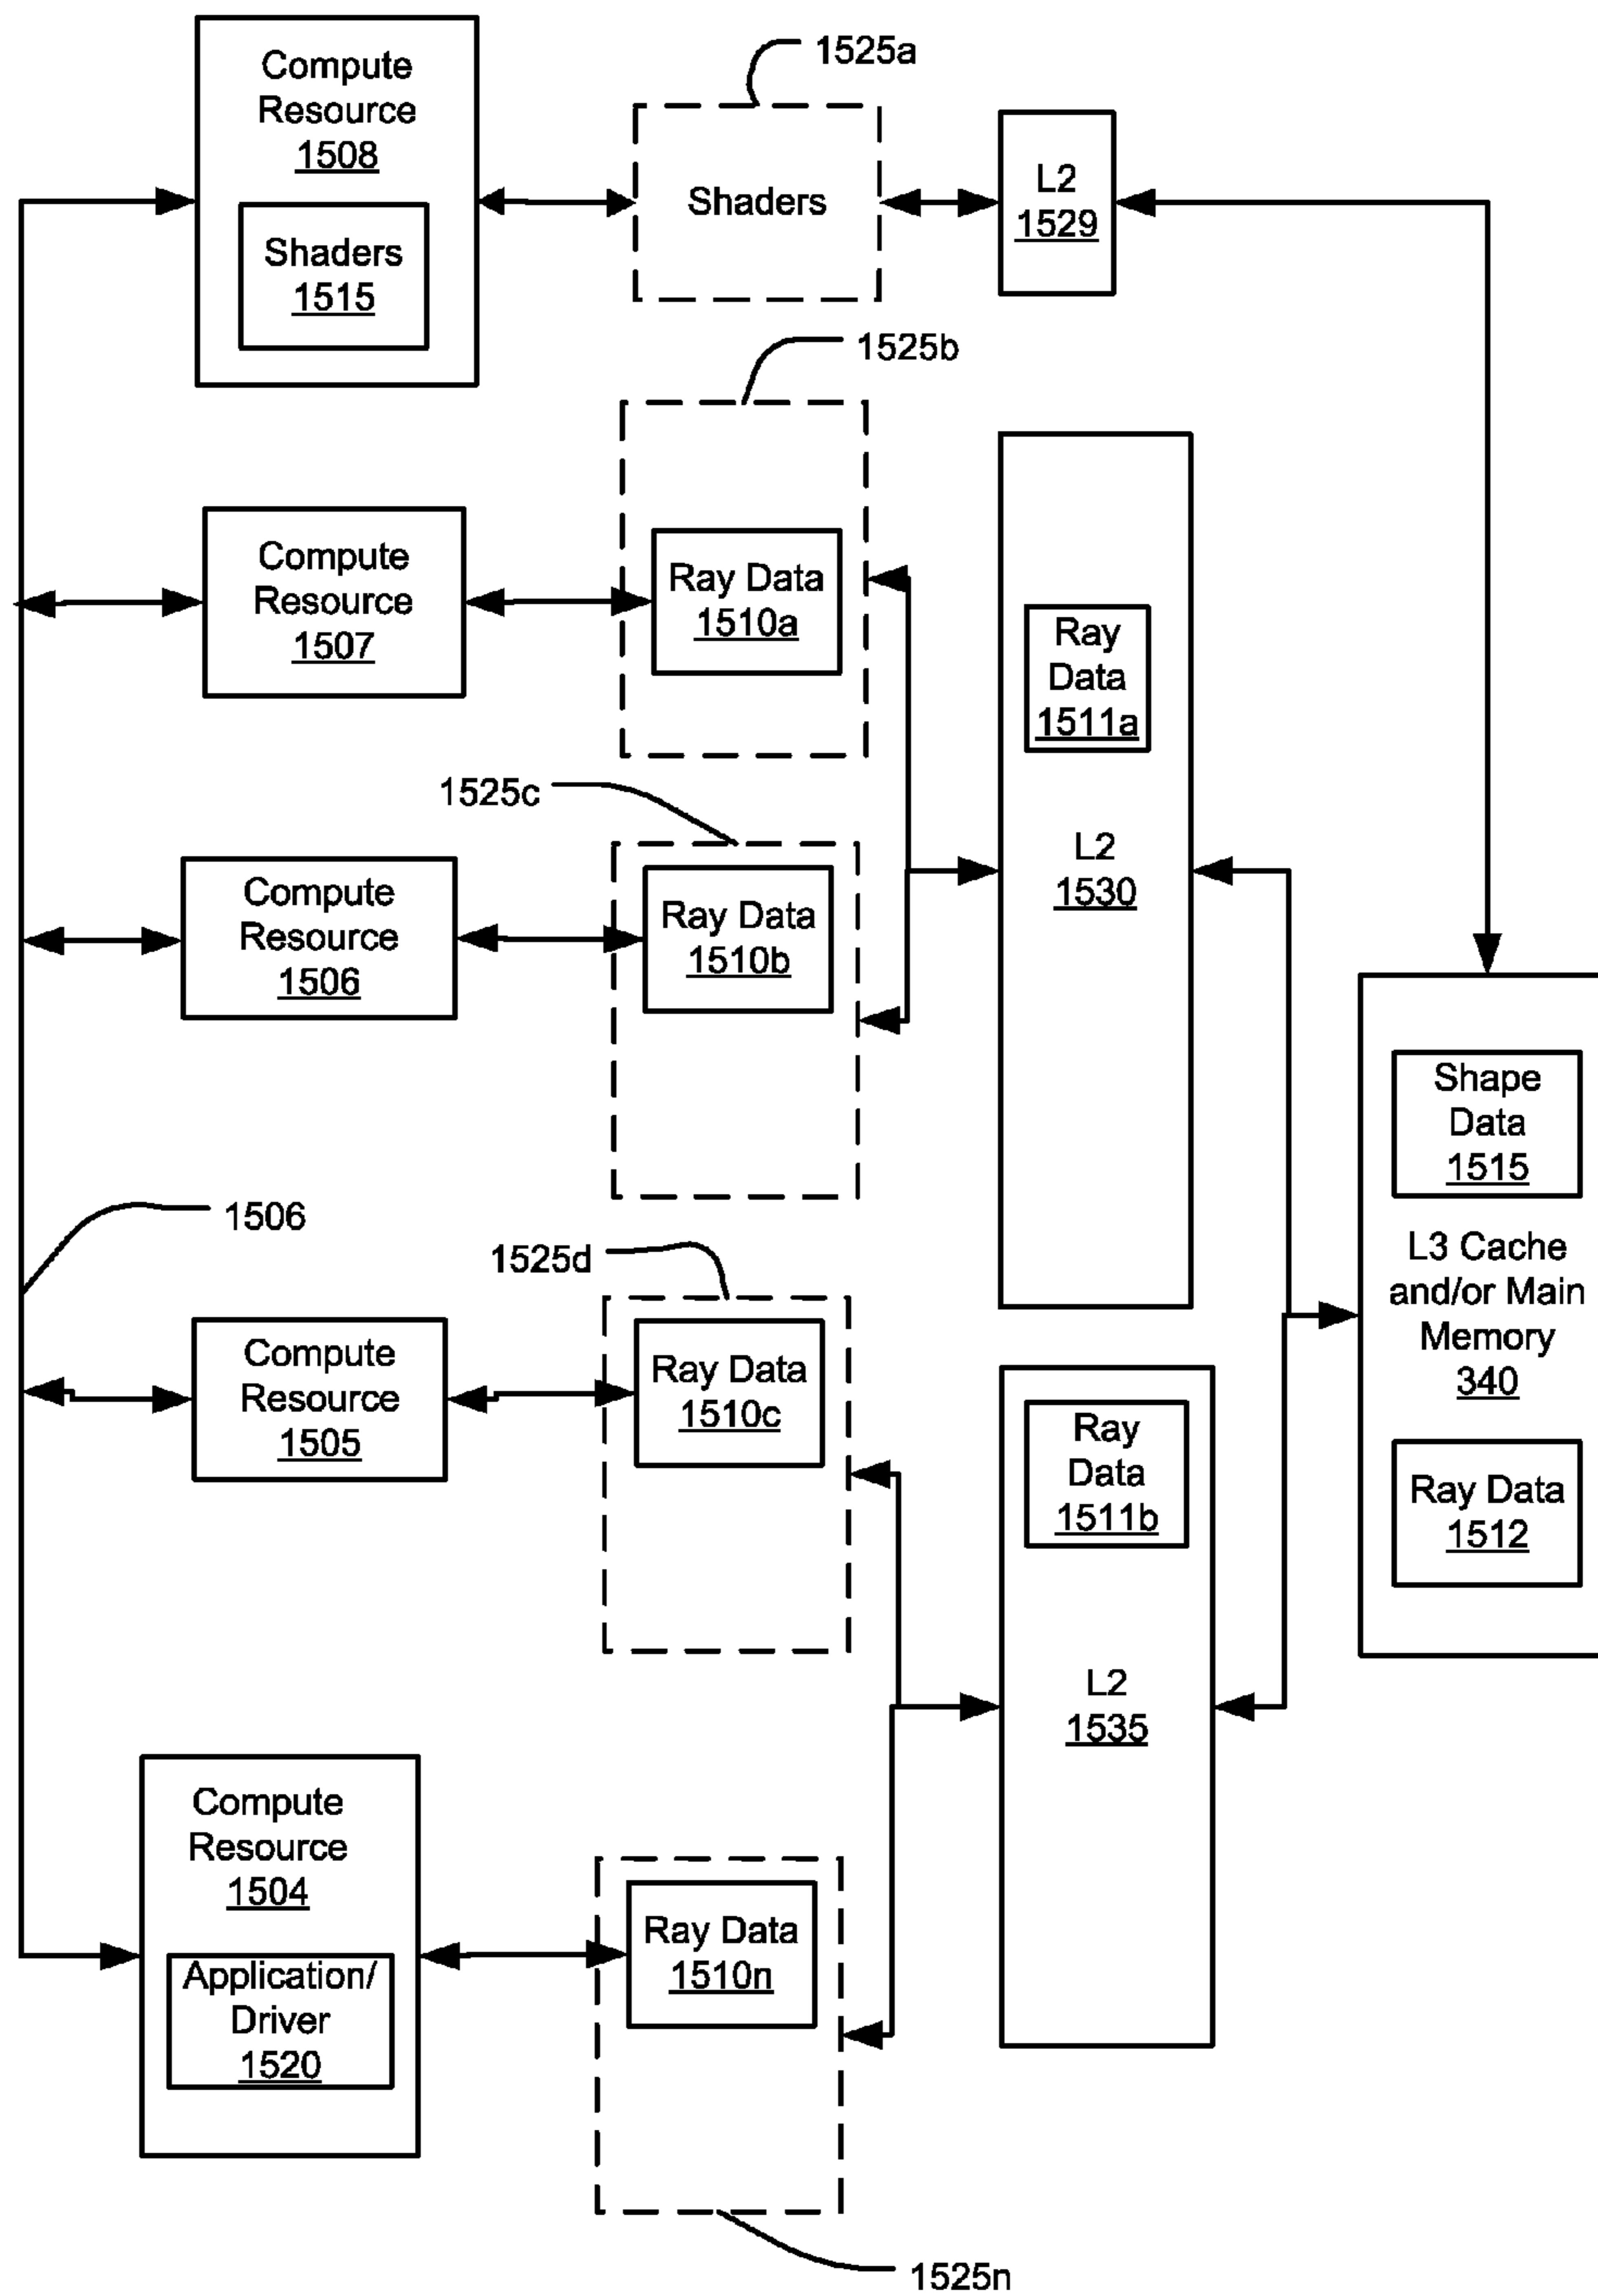 1525a
Compute
Resource
1508
Shaders
1515
Shaders
L2
1529
1525b
Compute
Resource
1507
Ray Data
1510a
Ray
Data
1511a
L2
1530
1525c
Compute
Resource
1506
Ray Data
1510b
Shape
Data
1515
L3 Cache
and/or Main
Memory
340
Ray Data
1512
1506
1525d
Compute
Resource
1505
Ray Data
1510c
Ray
Data
1511b
L2
1535
Compute
Resource
1504
Application/
Driver
1520
Ray Data
1510n
1525n